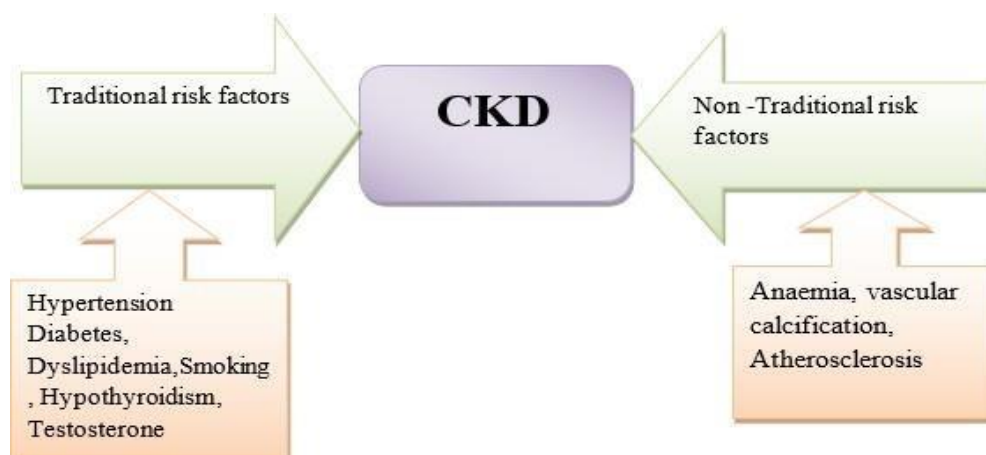 Traditional risk factors
CKD
Non -Traditional risk
factors
Hypertension
Diabetes,
Dyslipidemia,Smoking
, Hypothyroidism,
Testosterone
Anaemia, vascular
calcification,
Atherosclerosis